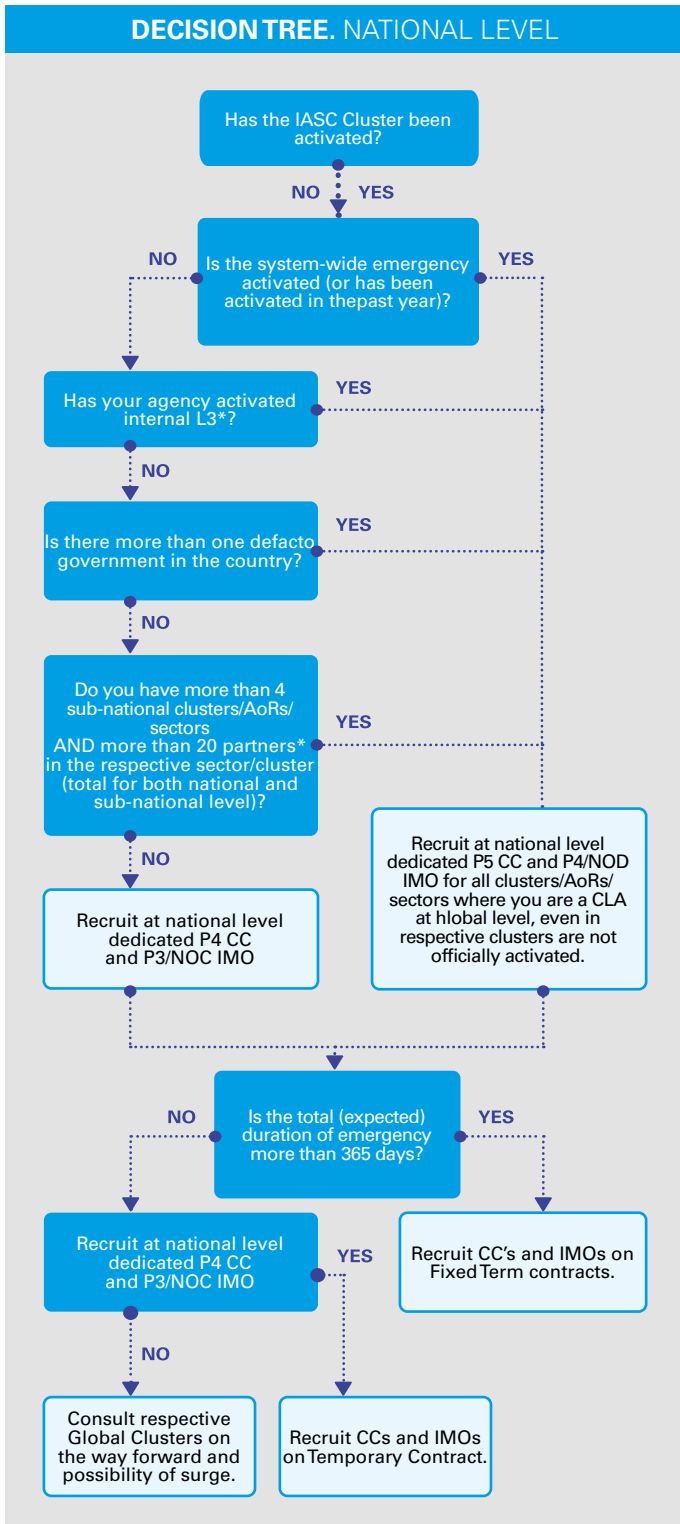 DECISION TREE. NATIONAL LEVEL
Has the IASC Cluster been
activated?
NO YES
NO
Is the system-wide emergency
activated (or has been
activated in thepast year)?
YES
Has your agency activated
internal L3*?
YES
NO
Is there more than one defacto
government in the country?
YES
NO
Do you have more than 4
sub-national clusters/AoRs/
sectors
AND more than 20 partners*
in the respective sector/cluster
(total for both national and
sub-national level)?
YES
NO
Recruit at national level
dedicated P4 CC
and P3/NOC IMO
Recruit at national level
dedicated P5 CC and P4/NOD
IMO for all clusters/AoRs/
sectors where you are a CLA
at hlobal level, even in
respective clusters are not
officially activated.
NO
Is the total (expected)
duration of emergency
more than 365 days?
YES
Recruit at national level
dedicated P4 CC
and P3/NOC IMO
YES
Recruit CC's and IMOs on
Fixed Term contracts.
NO
Consult respective
Global Clusters on
the way forward and
possibility of surge.
Recruit CCs and IMOs
on Temporary Contract.